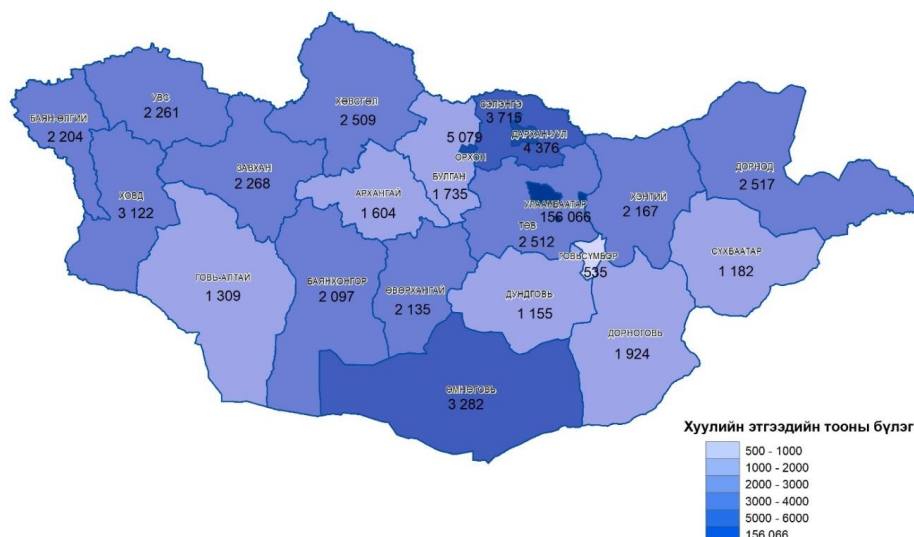 УВС
2 261
БАЯН-ӨЛГИЙ
2 204
ХӨВСГӨЛ
2 509
СЭЛЭНГЭ
3 715
ДАРХАН-УУЛ
4 376
5 079
ОРХОН
БУЛГАН
1 735
ЗАВХАН
2 268
АРХАНГАЙ
1 604
ХОВД
3 122
УЛААНБААТАР
156 066
ТӨВ
2 512
ХЭНТИЙ
2 167
ДОРНОД
2 517
ГОВЬСҮМБЭР
535
СҮХБААТАР
1 182
ГОВЬ-АЛТАЙ
1 309
БАЯНХОНГОР
2 097
ӨВӨРХАНГАЙ
2 135
ДУНДГОВЬ
1 155
ДОРНОГОВЬ
1 924
ӨМНӨГОВЬ
3 282
Хуулийн этгээдийн тооны бүлэг
500 - 1000
1000 - 2000
2000 - 3000
3000 - 4000
5000 - 6000
156 066